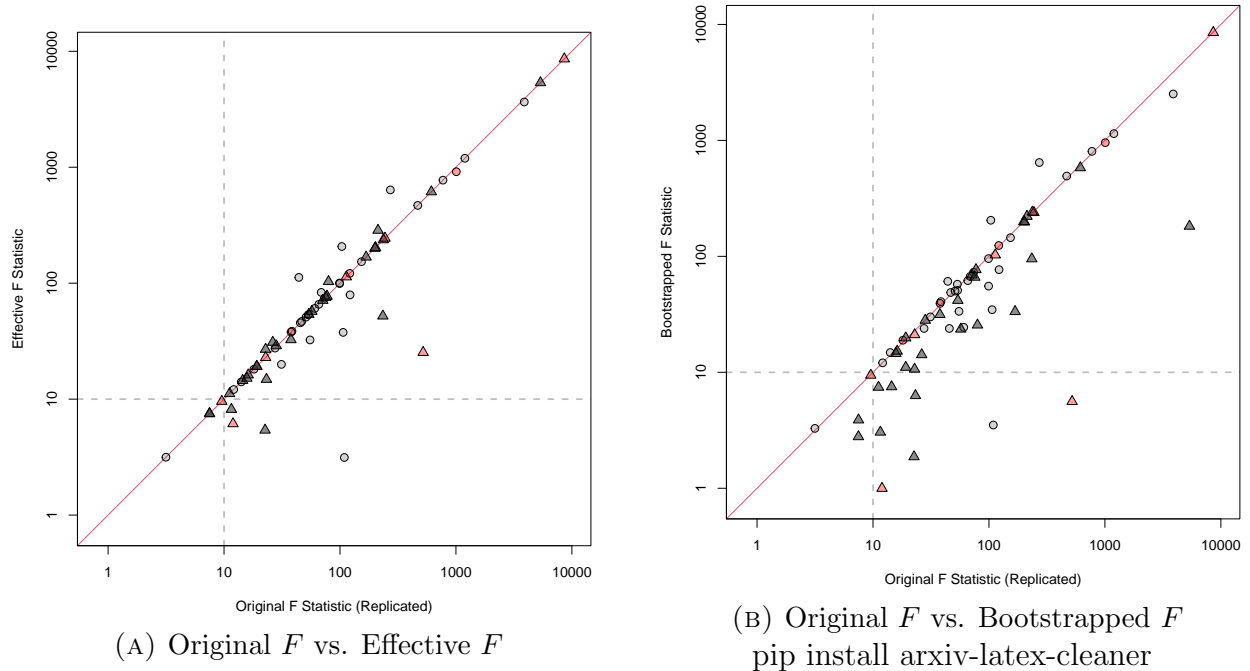 10000
1000
100
10
1
Effective F Statistic
1 10 100 1000 10000
Original F Statistic (Replicated)
(A) Original F vs. Effective F
10000
1000
100
10
1
Bootstrapped F Statistic
1 10 100 1000 10000
Original F Statistic (Replicated)
(B) Original F vs. Bootstrapped F
pip install arxiv-latex-cleaner